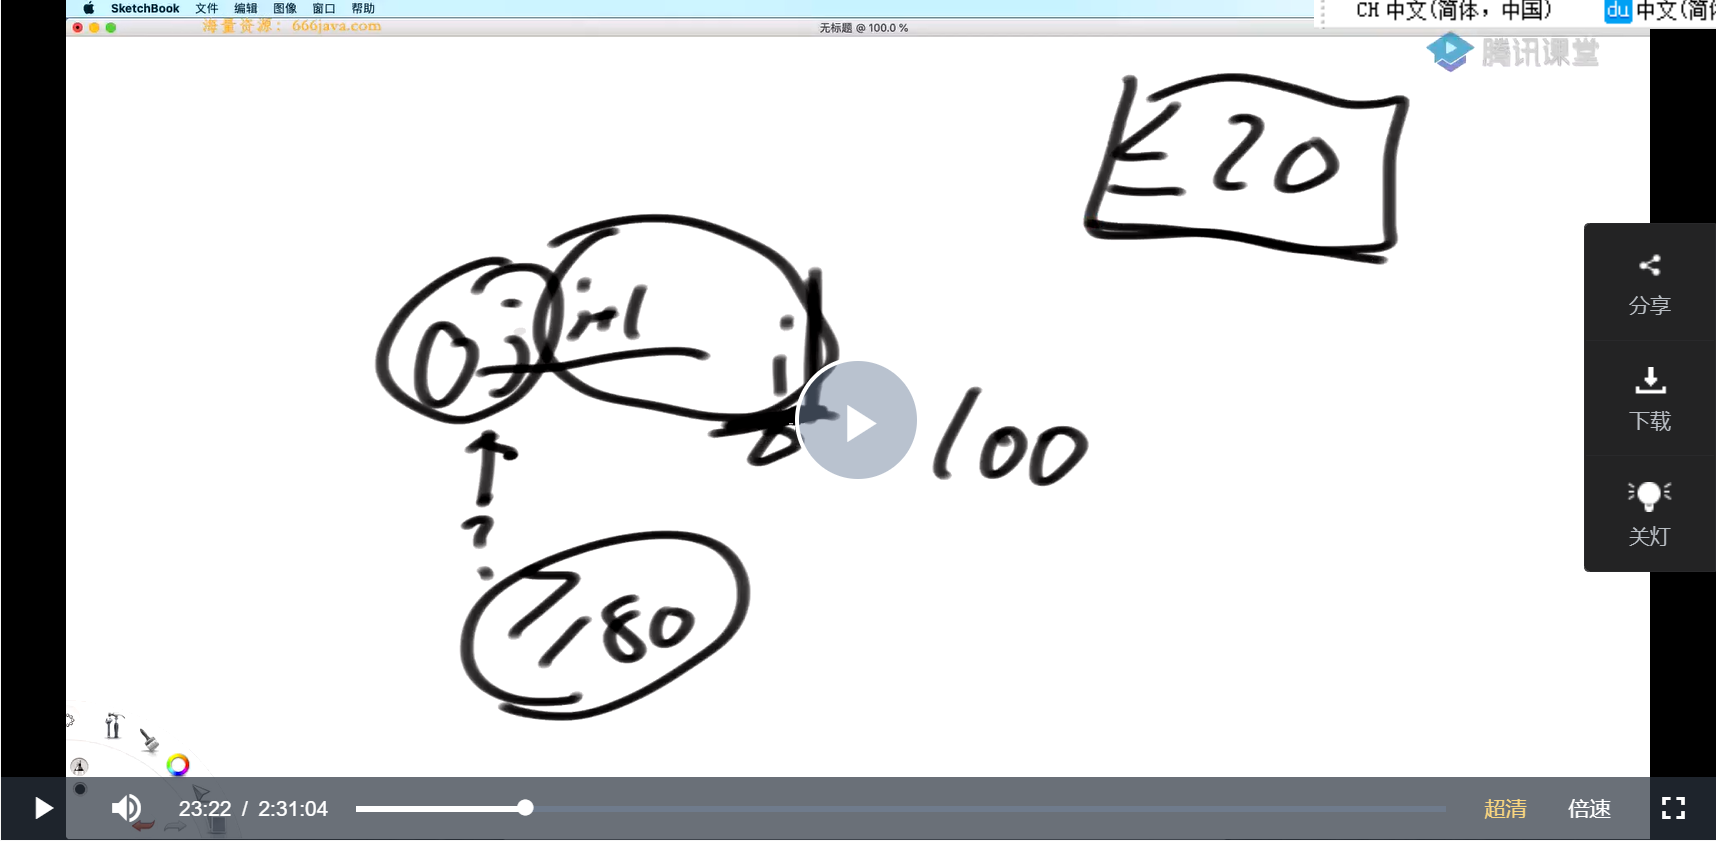 SketchBook 文件 编辑 图像 窗口 帮助
CH 中文(简体，中国)
du 中文(简体
海量资源：666java.com
无标题 @ 100.0 %
腾讯课堂
≤ 20
0 j j+1 i
100
?
≥80
分享
下载
关灯
23:22 / 2:31:04
超清 倍速